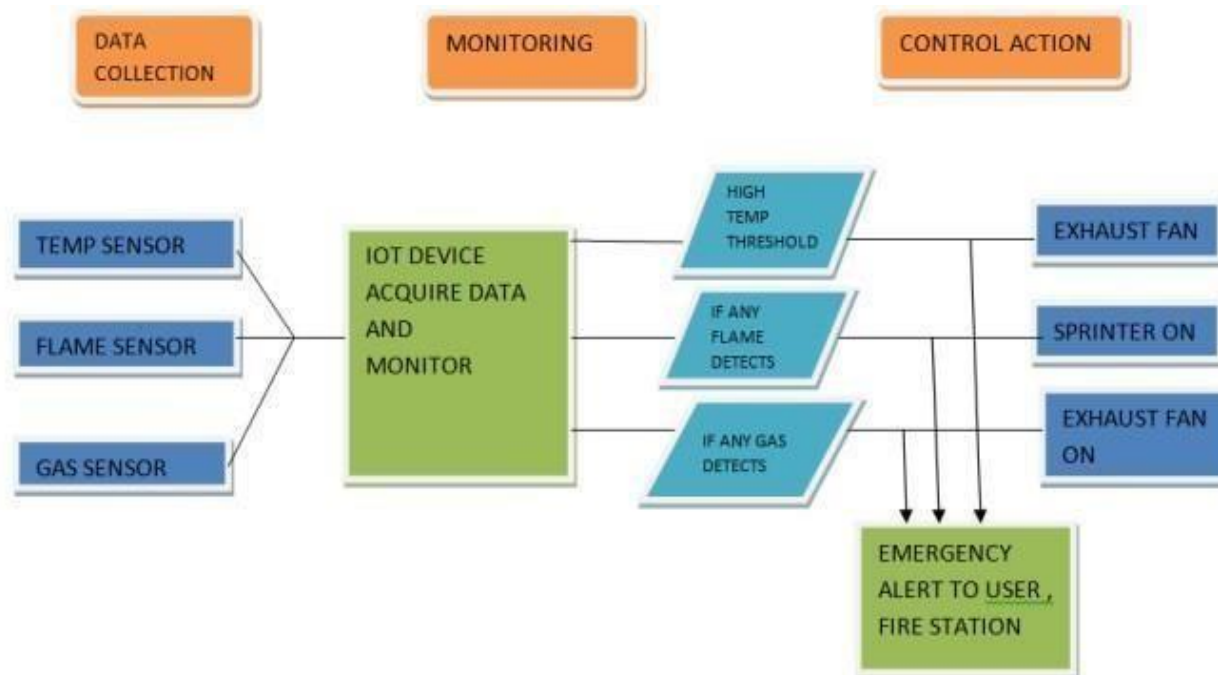 DATA
COLLECTION
MONITORING
CONTROL ACTION
TEMP SENSOR
FLAME SENSOR
GAS SENSOR
IOT DEVICE
ACQUIRE DATA
AND
MONITOR
HIGH
TEMP
THRESHOLD
IF ANY
FLAME
DETECTS
IF ANY GAS
DETECTS
EXHAUST FAN
SPRINTER ON
EXHAUST FAN
ON
EMERGENCY
ALERT TO USER ,
FIRE STATION